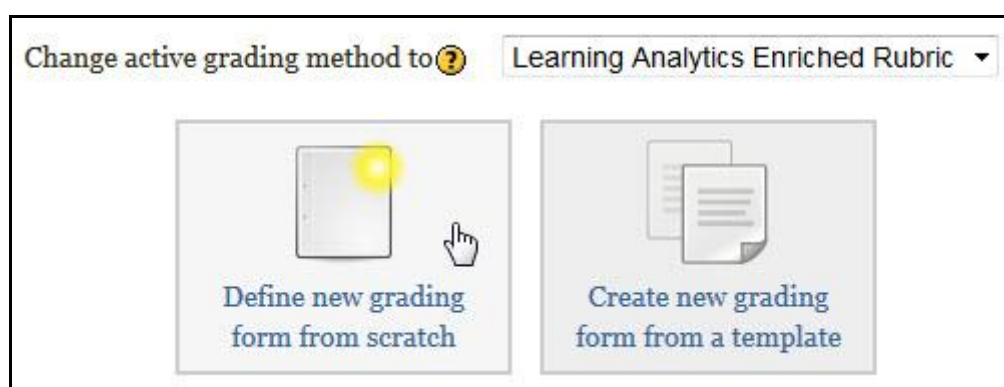 Change active grading method to? Learning Analytics Enriched Rubric
Define new grading
form from scratch
Create new grading
form from a template